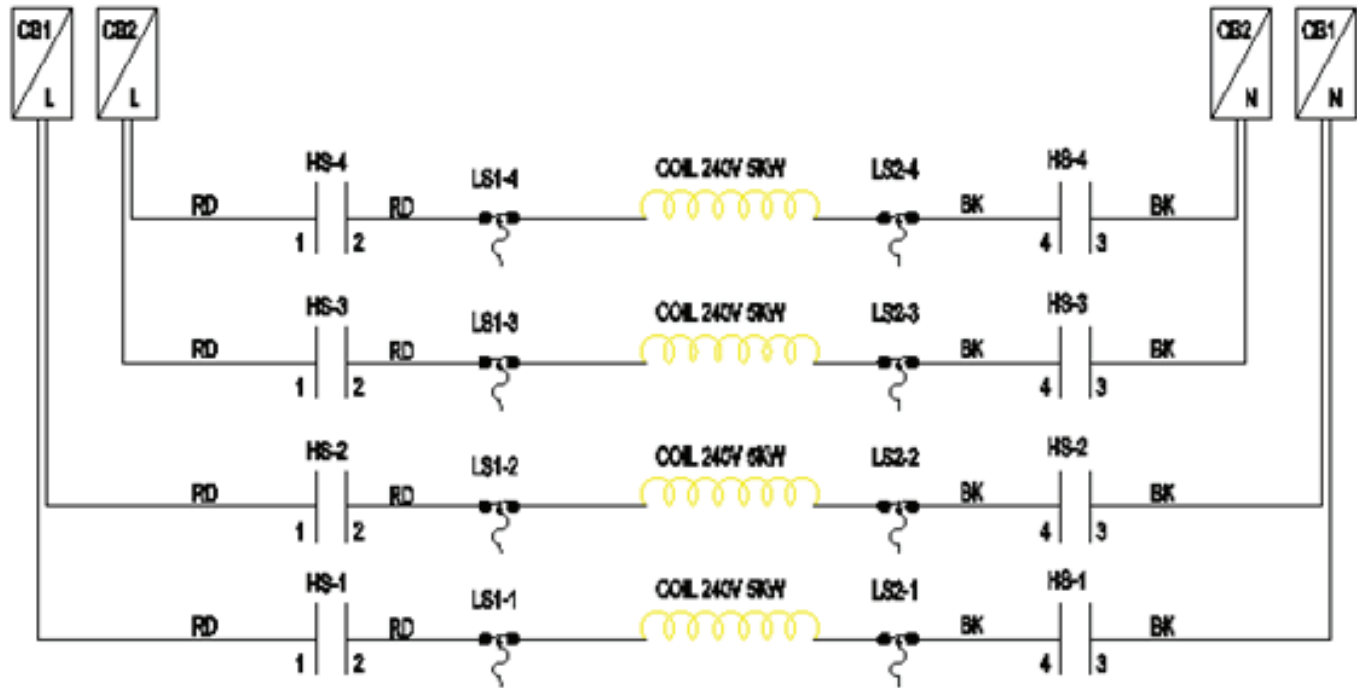 CB1 CB2 CB2 CB1
L L N N
HS-4 LS1-4 COIL 240V 5KW LS2-4 HS-4
RD RD BK BK
1 2 4 3
HS-3 LS1-3 COIL 240V 5KW LS2-3 HS-3
RD RD BK BK
1 2 4 3
HS-2 LS1-2 COIL 240V 5KW LS2-2 HS-2
RD RD BK BK
1 2 4 3
HS-1 LS1-1 COIL 240V 5KW LS2-1 HS-1
RD RD BK BK
1 2 4 3